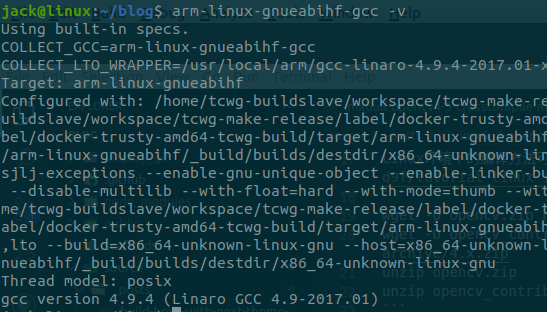 jack@linux:~/blog$ arm-linux-gnueabihf-gcc -v
Using built-in specs.
COLLECT_GCC=arm-linux-gnueabihf-gcc
COLLECT_LTO_WRAPPER=/usr/local/arm/gcc-linaro-4.9.4-2017.01-x
Target: arm-linux-gnueabihf
Configured with: /home/tcwg-buildslave/workspace/tcwg-make-re
uildslave/workspace/tcwg-make-release/label/docker-trusty-amd
bel/docker-trusty-amd64-tcwg-build/target/arm-linux-gnueabihf
/arm-linux-gnueabihf/_build/builds/destdir/x86_64-unknown-lin
sjlj-exceptions --enable-gnu-unique-object --enable-linker-bu
--disable-multilib --with-float=hard --with-mode=thumb --wit
me/tcwg-buildslave/workspace/tcwg-make-release/label/docker-t
abel/docker-trusty-amd64-tcwg-build/target/arm-linux-gnueabih
,lto --build=x86_64-unknown-linux-gnu --host=x86_64-unknown-l
nueabihf/_build/builds/destdir/x86_64-unknown-linux-gnu
Thread model: posix
gcc version 4.9.4 (Linaro GCC 4.9-2017.01)
unzip opencv.zip
unzip opencv_contrib